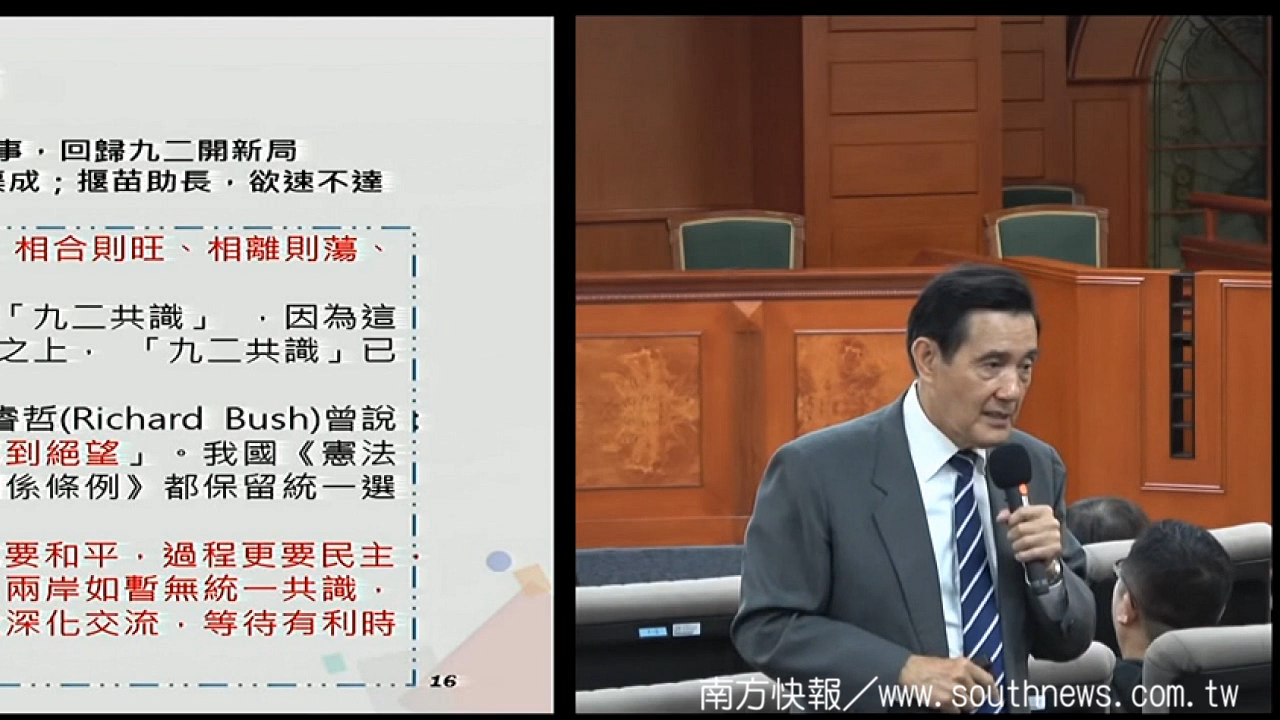 事，回歸九二開新局
成；揠苗助長，欲速不達
相合則旺、相離則蕩、
「九二共識」，因為這
之上，「九二共識」已
睿哲(Richard Bush)曾說：
到絕望」。我國《憲法
係條例》都保留統一選
要和平，過程更要民主，
兩岸如暫無統一共識，
深化交流，等待有利時
16
南方快報／www.southnews.com.tw